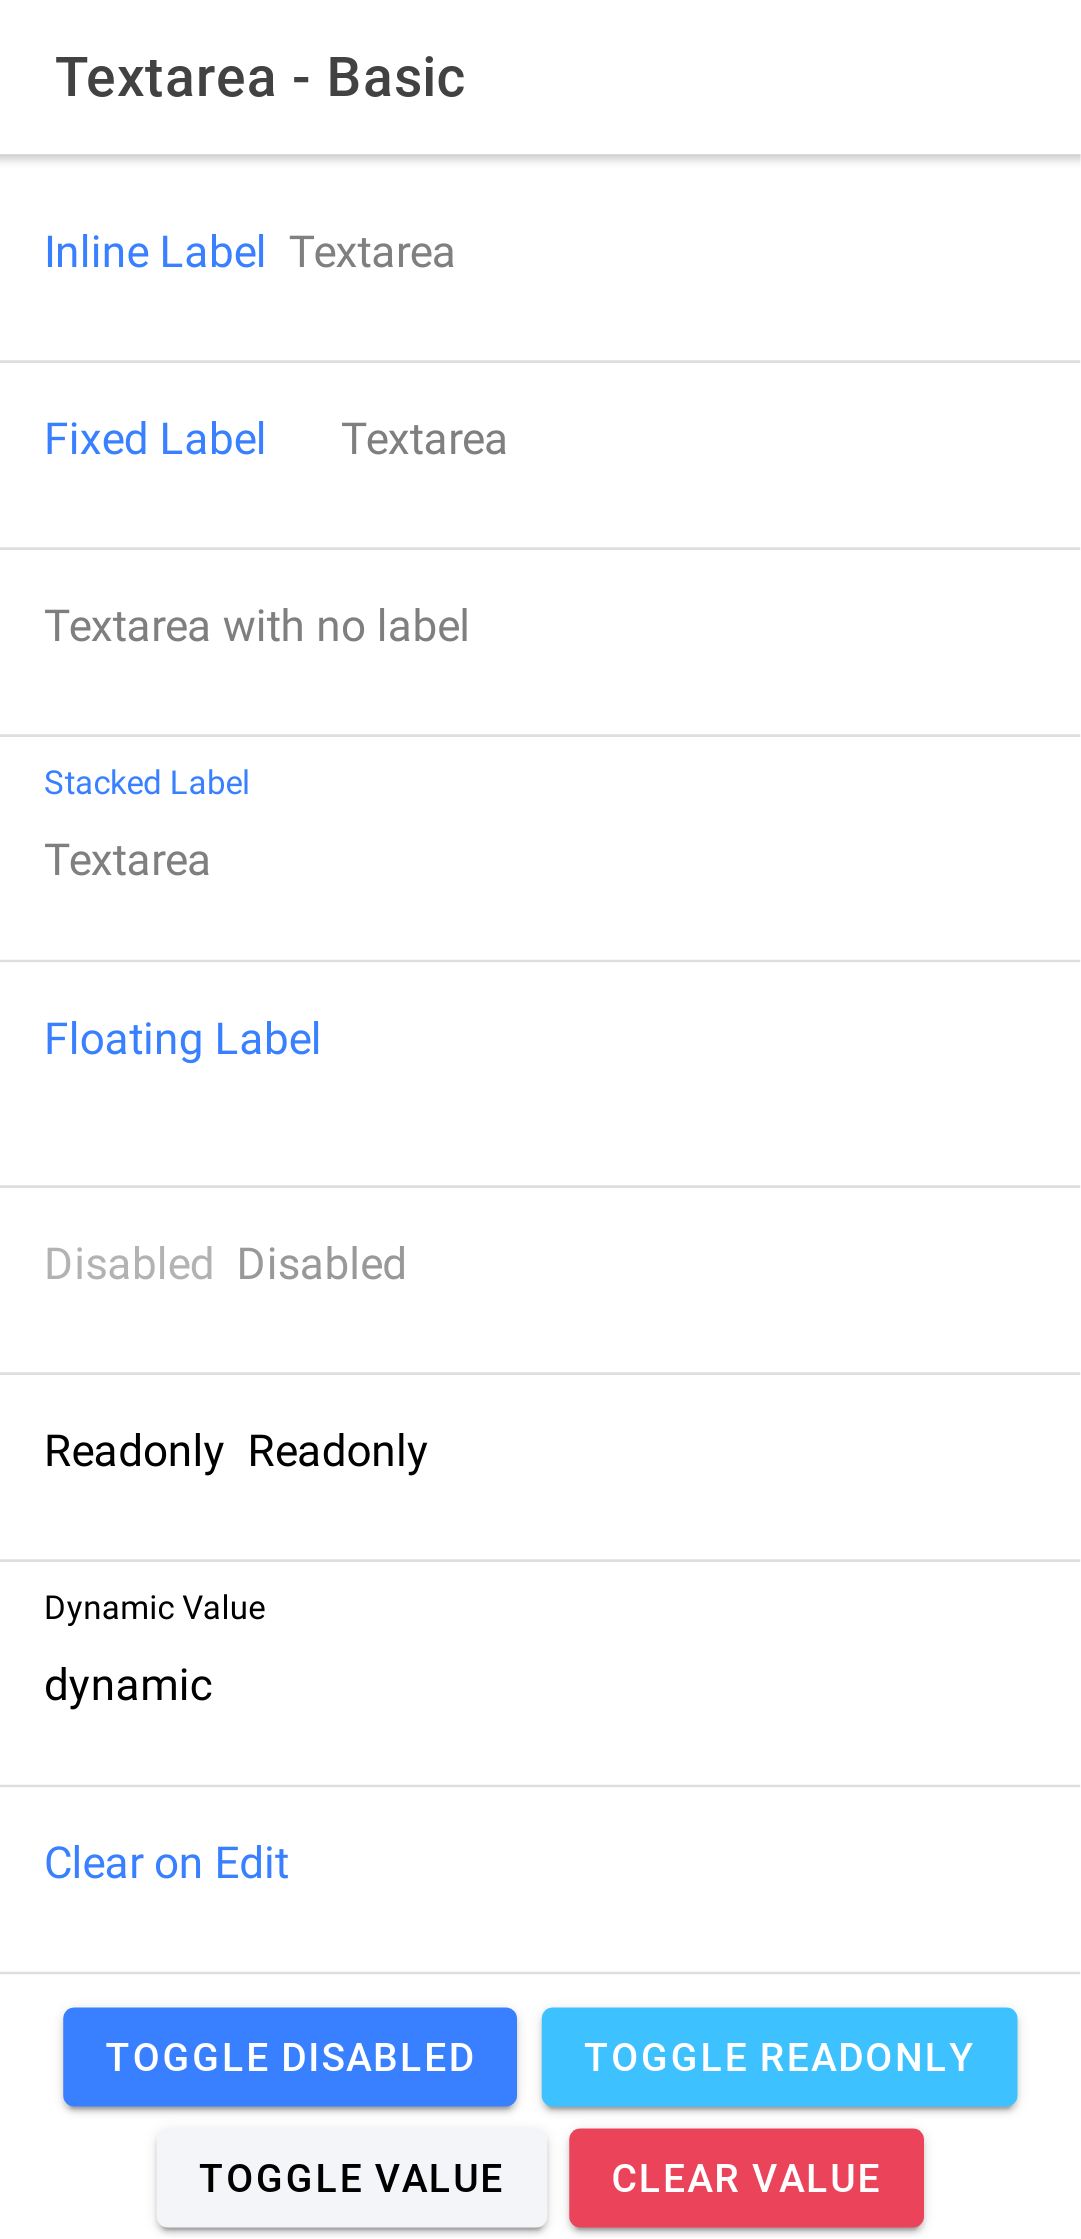 Textarea - Basic
Inline Label Textarea
Fixed Label Textarea
Textarea with no label
Stacked Label
Textarea
Floating Label
Disabled Disabled
Readonly Readonly
Dynamic Value
dynamic
Clear on Edit
TOGGLE DISABLED TOGGLE READONLY
TOGGLE VALUE CLEAR VALUE